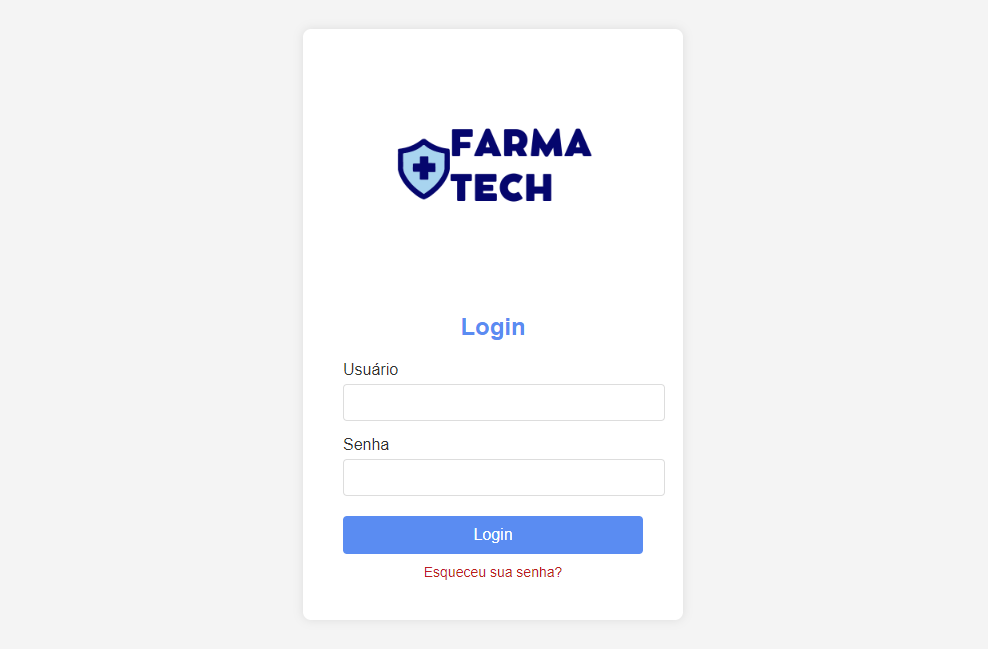 FARMA
TECH
Login
Usuário
Senha
Login
Esqueceu sua senha?